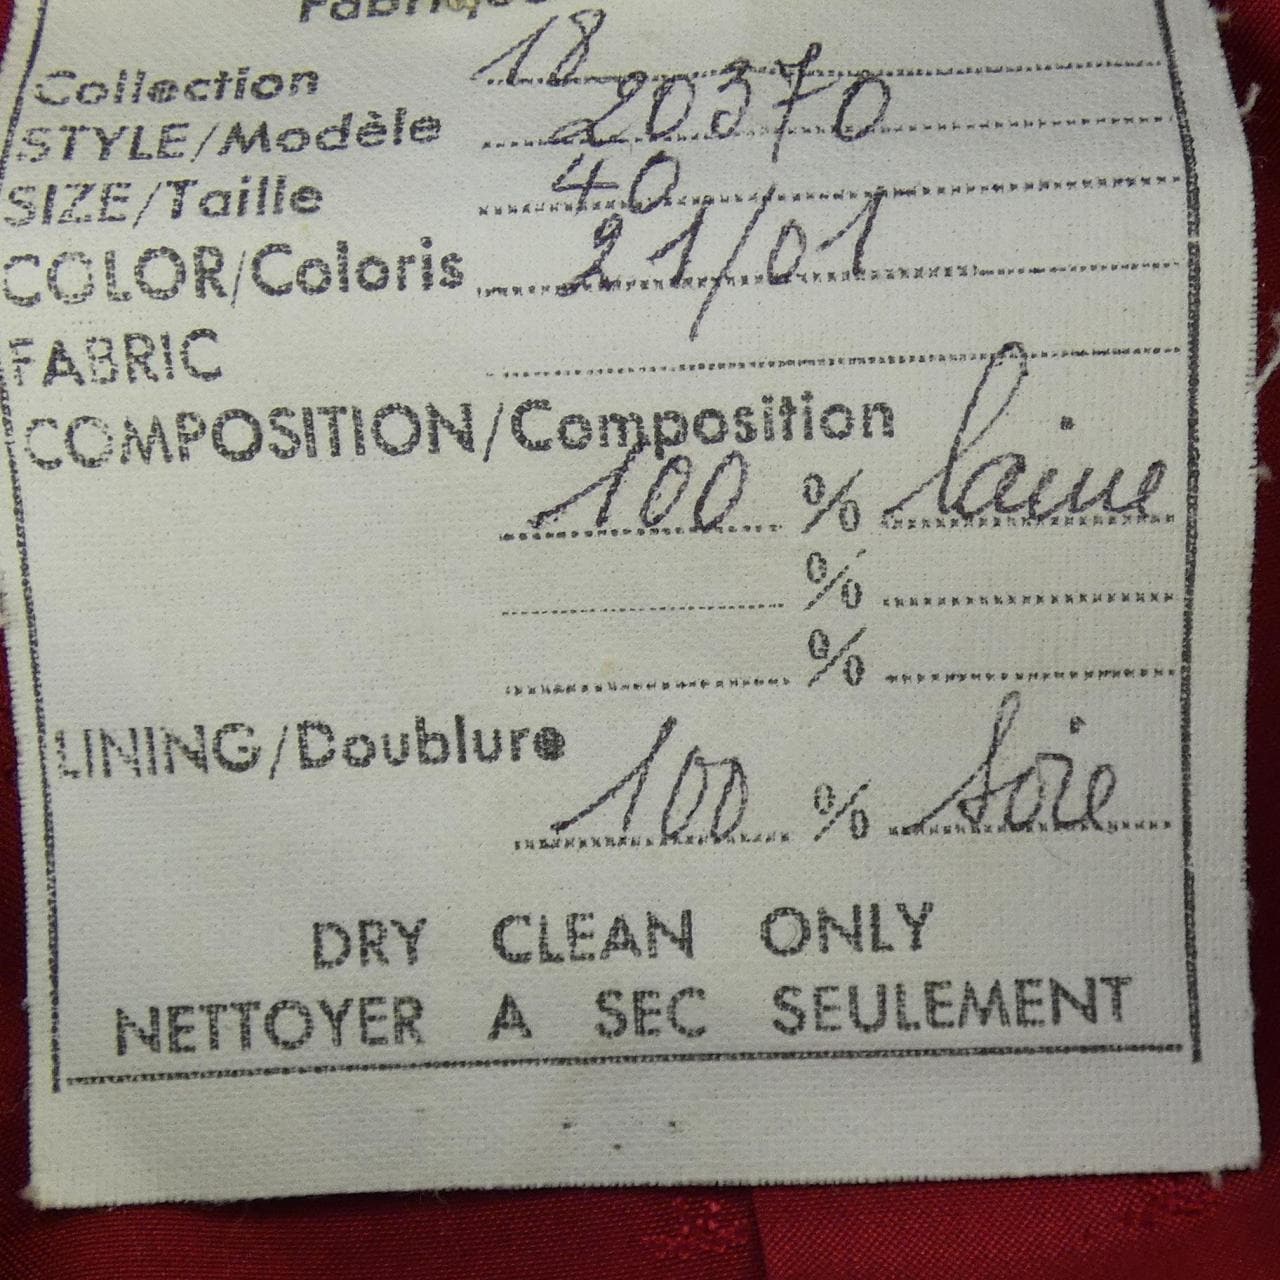 Collection 18
STYLE/Modèle 20370
SIZE/Taille 40
COLOR/Coloris 21/01
FABRIC
COMPOSITION/Composition
100 % laine
%
%
LINING/Doublure
100 % soie
DRY CLEAN ONLY
NETTOYER A SEC SEULEMENT